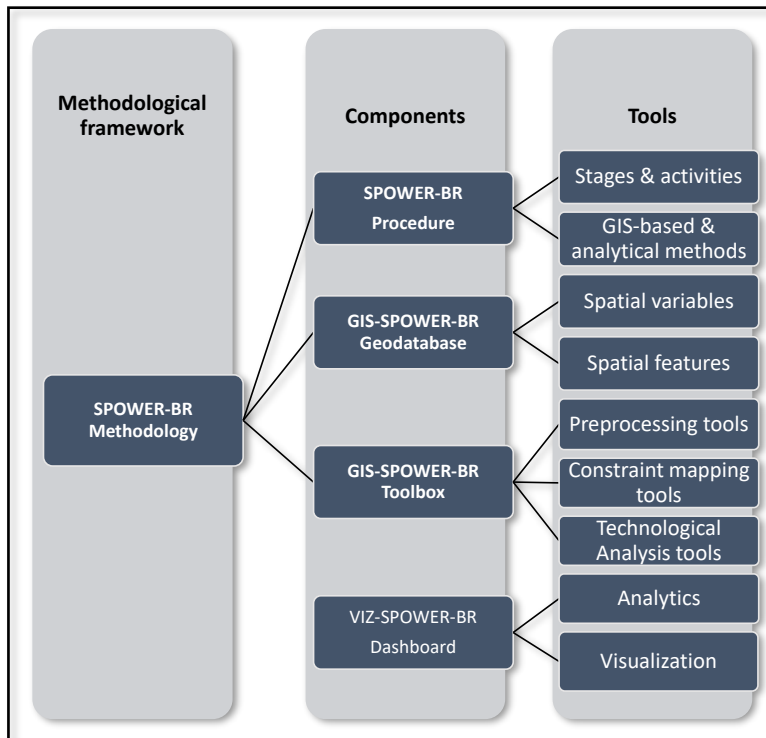 Methodological
framework
Components
Tools
SPOWER-BR
Methodology
SPOWER-BR
Procedure
GIS-SPOWER-BR
Geodatabase
GIS-SPOWER-BR
Toolbox
VIZ-SPOWER-BR
Dashboard
Stages & activities
GIS-based &
analytical methods
Spatial variables
Spatial features
Preprocessing tools
Constraint mapping
tools
Technological
Analysis tools
Analytics
Visualization